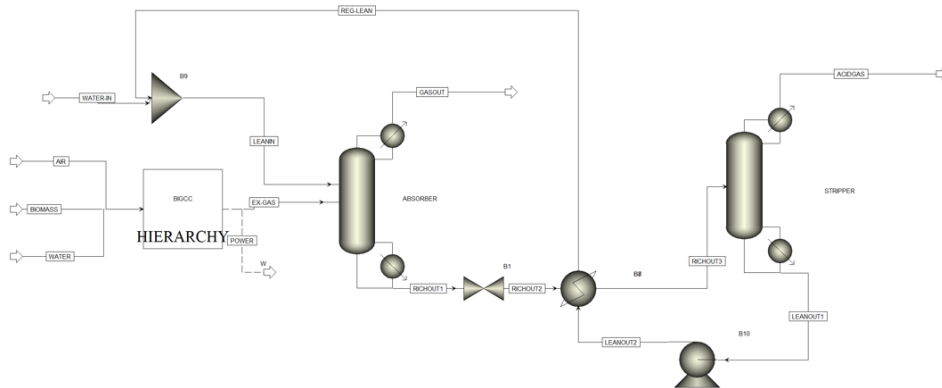 REG-LEAN
B9
ACIDGAS
WATER-IN
GASOUT
LEANIN
AIR
BIGCC
EX-GAS
ABSORBER
STRIPPER
BIOMASS
HIERARCHY
POWER
WATER
W
RICHOUT3
B1
RICHOUT1
RICHOUT2
LEANOUT1
LEANOUT2
B10